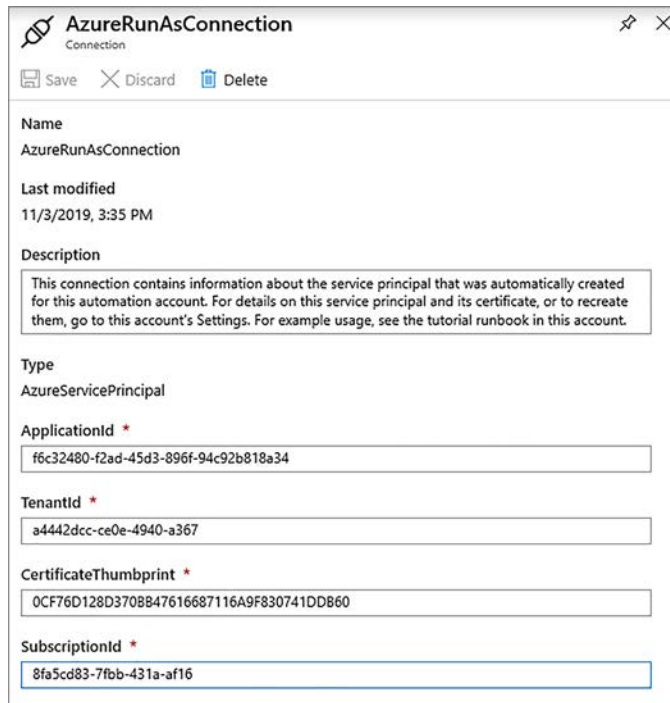 AzureRunAsConnection
Connection
Save Discard Delete
Name
AzureRunAsConnection
Last modified
11/3/2019, 3:35 PM
Description
This connection contains information about the service principal that was automatically created
for this automation account. For details on this service principal and its certificate, or to recreate
them, go to this account's Settings. For example usage, see the tutorial runbook in this account.
Type
AzureServicePrincipal
ApplicationId *
f6c32480-f2ad-45d3-896f-94c92b818a34
TenantId *
a4442dcc-ce0e-4940-a367
CertificateThumbprint *
0CF76D128D370BB47616687116A9F830741DDB60
SubscriptionId *
8fa5cd83-7fbb-431a-af16